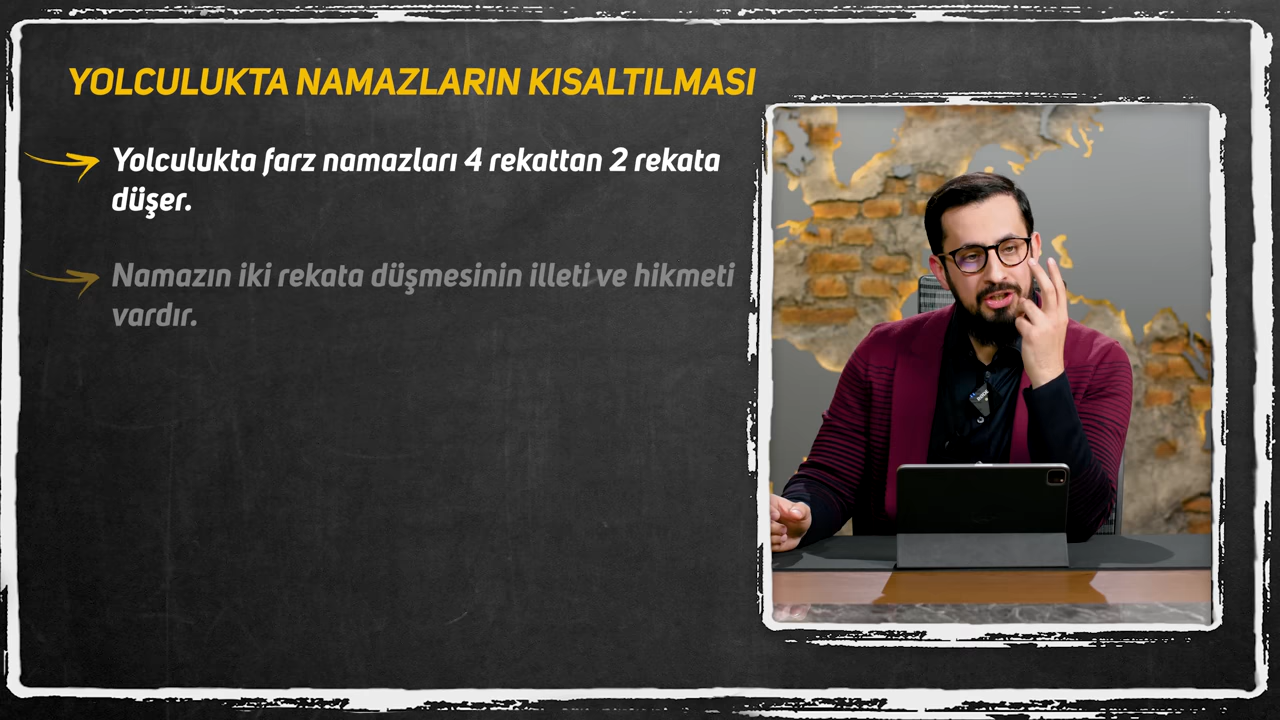 YOLCULUKTA NAMAZLARIN KISALTILMASI
Yolculukta farz namazları 4 rekattan 2 rekata
düşer.
Namazın iki rekata düşmesinin illeti ve hikmeti
vardır.